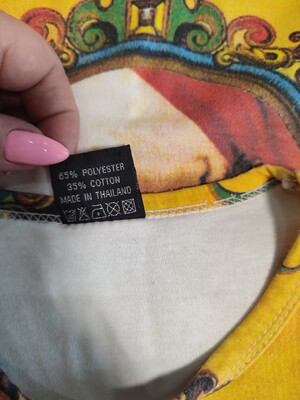 65% POLYESTER
35% COTTON
MADE IN THAILAND